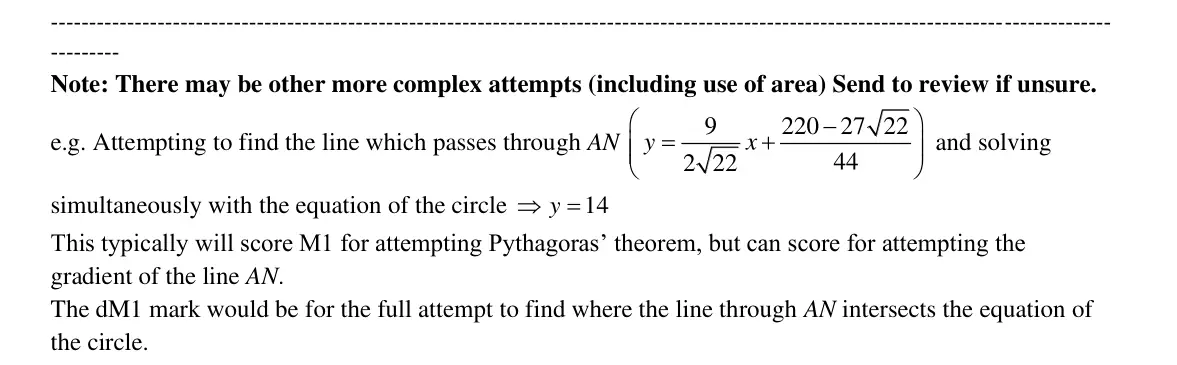 ------------------------------------------------------------------------------------------------------------------------------------------------
---------
Note: There may be other more complex attempts (including use of area) Send to review if unsure.
e.g. Attempting to find the line which passes through AN (y = 9/(2√22) x + (220 − 27√22)/44) and solving
simultaneously with the equation of the circle ⇒ y = 14
This typically will score M1 for attempting Pythagoras’ theorem, but can score for attempting the
gradient of the line AN.
The dM1 mark would be for the full attempt to find where the line through AN intersects the equation of
the circle.